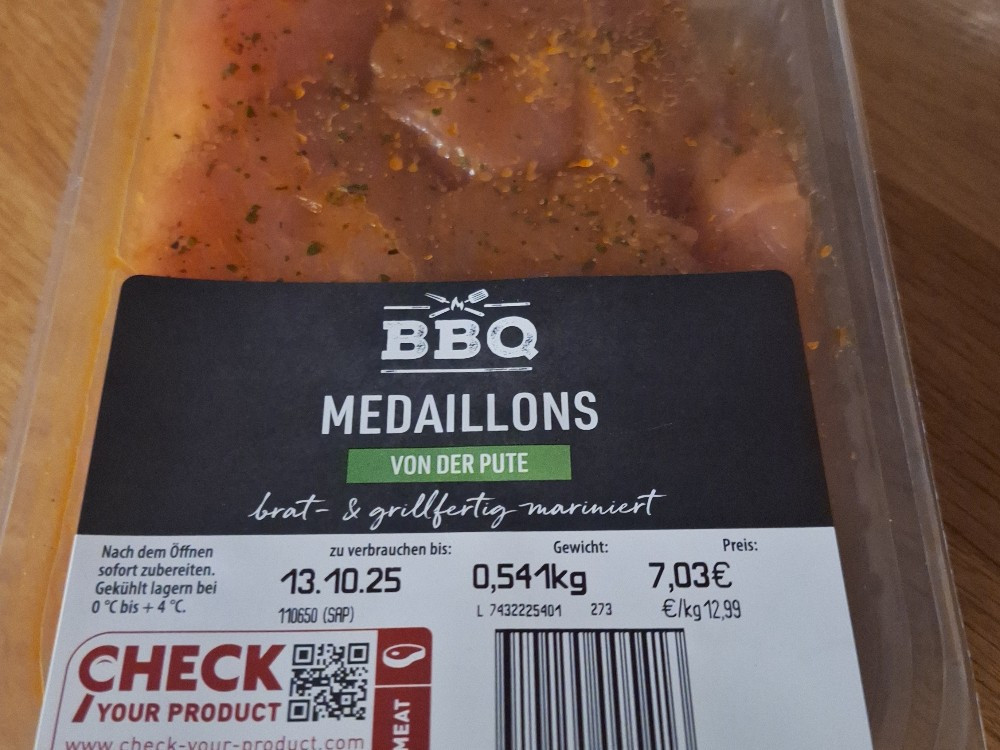 BBQ
MEDAILLONS
VON DER PUTE
brat- & grillfertig mariniert
Nach dem Öffnen
sofort zubereiten.
Gekühlt lagern bei
0 °C bis + 4 °C.
zu verbrauchen bis:
13.10.25
110650 (SAP)
Gewicht:
0,541kg
L 7432225401 273
Preis:
7,03€
€/kg 12,99
CHECK
YOUR PRODUCT
www.check-your-product.com
MEAT